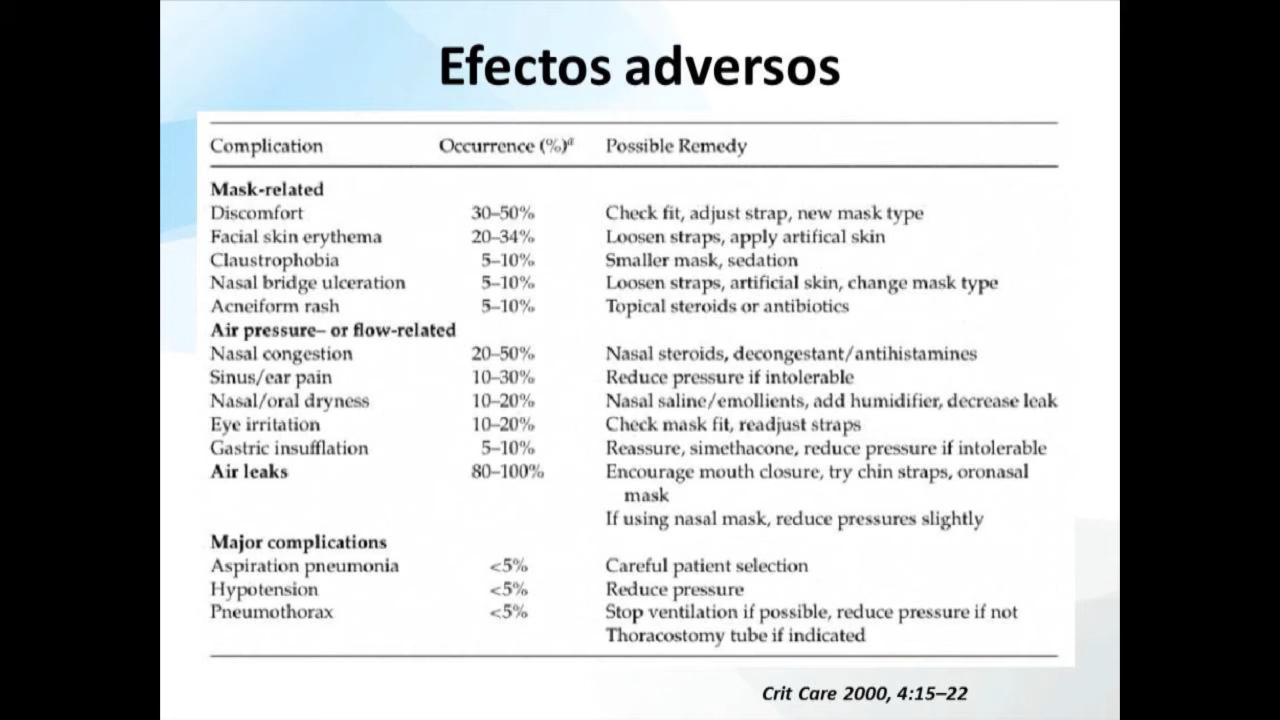 Efectos adversos
Complication Occurrence (%)a Possible Remedy
Mask-related
Discomfort 30–50% Check fit, adjust strap, new mask type
Facial skin erythema 20–34% Loosen straps, apply artifical skin
Claustrophobia 5–10% Smaller mask, sedation
Nasal bridge ulceration 5–10% Loosen straps, artificial skin, change mask type
Acneiform rash 5–10% Topical steroids or antibiotics
Air pressure– or flow-related
Nasal congestion 20–50% Nasal steroids, decongestant/antihistamines
Sinus/ear pain 10–30% Reduce pressure if intolerable
Nasal/oral dryness 10–20% Nasal saline/emollients, add humidifier, decrease leak
Eye irritation 10–20% Check mask fit, readjust straps
Gastric insufflation 5–10% Reassure, simethacone, reduce pressure if intolerable
Air leaks 80–100% Encourage mouth closure, try chin straps, oronasal
mask
If using nasal mask, reduce pressures slightly
Major complications
Aspiration pneumonia <5% Careful patient selection
Hypotension <5% Reduce pressure
Pneumothorax <5% Stop ventilation if possible, reduce pressure if not
Thoracostomy tube if indicated
Crit Care 2000, 4:15–22